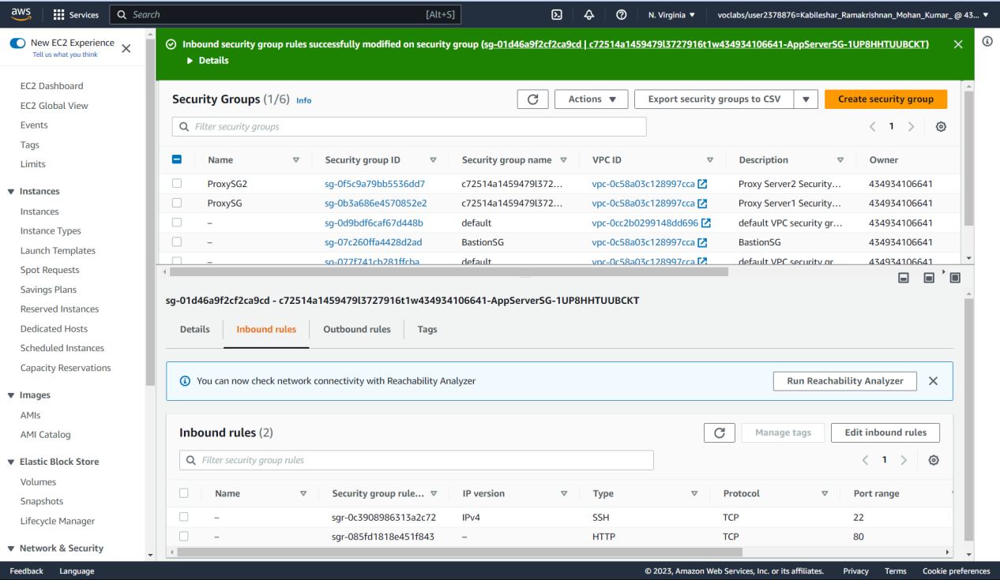 aws Services Search [Alt+S] N. Virginia voclabs/user2378876=Kabileshar_Ramakrishnan_Mohan_Kumar_ @ 43...
New EC2 Experience
Tell us what you think
EC2 Dashboard
EC2 Global View
Events
Tags
Limits
Instances
Instances
Instance Types
Launch Templates
Spot Requests
Savings Plans
Reserved Instances
Dedicated Hosts
Scheduled Instances
Capacity Reservations
Images
AMIs
AMI Catalog
Elastic Block Store
Volumes
Snapshots
Lifecycle Manager
Network & Security
Inbound security group rules successfully modified on security group (sg-01d46a9f2cf2ca9cd | c72514a1459479l3727916t1w434934106641-AppServerSG-1UP8HHTUUBCKT)
Details
Security Groups (1/6) Info Actions Export security groups to CSV Create security group
Filter security groups 1
Name Security group ID Security group name VPC ID Description Owner
ProxySG2 sg-0f5c9a79bb5536dd7 c72514a1459479l372... vpc-0c58a03c128997cca Proxy Server2 Security... 434934106641
ProxySG sg-0b3a686e4570852e2 c72514a1459479l372... vpc-0c58a03c128997cca Proxy Server1 Security... 434934106641
– sg-0d9bdf6caf67d448b default vpc-0cc2b0299148dd696 default VPC security gr... 434934106641
– sg-07c260ffa4428d2ad BastionSG vpc-0c58a03c128997cca BastionSG 434934106641
– sg-077f741cb281ffcba default vpc-0c58a03c128997cca default VPC security gr... 434934106641
sg-01d46a9f2cf2ca9cd - c72514a1459479l3727916t1w434934106641-AppServerSG-1UP8HHTUUBCKT
Details Inbound rules Outbound rules Tags
You can now check network connectivity with Reachability Analyzer Run Reachability Analyzer
Inbound rules (2) Manage tags Edit inbound rules
Filter security group rules 1
Name Security group rule... IP version Type Protocol Port range
– sgr-0c3908986313a2c72 IPv4 SSH TCP 22
– sgr-085fd1818e451f843 – HTTP TCP 80
Feedback Language © 2023, Amazon Web Services, Inc. or its affiliates. Privacy Terms Cookie preferences